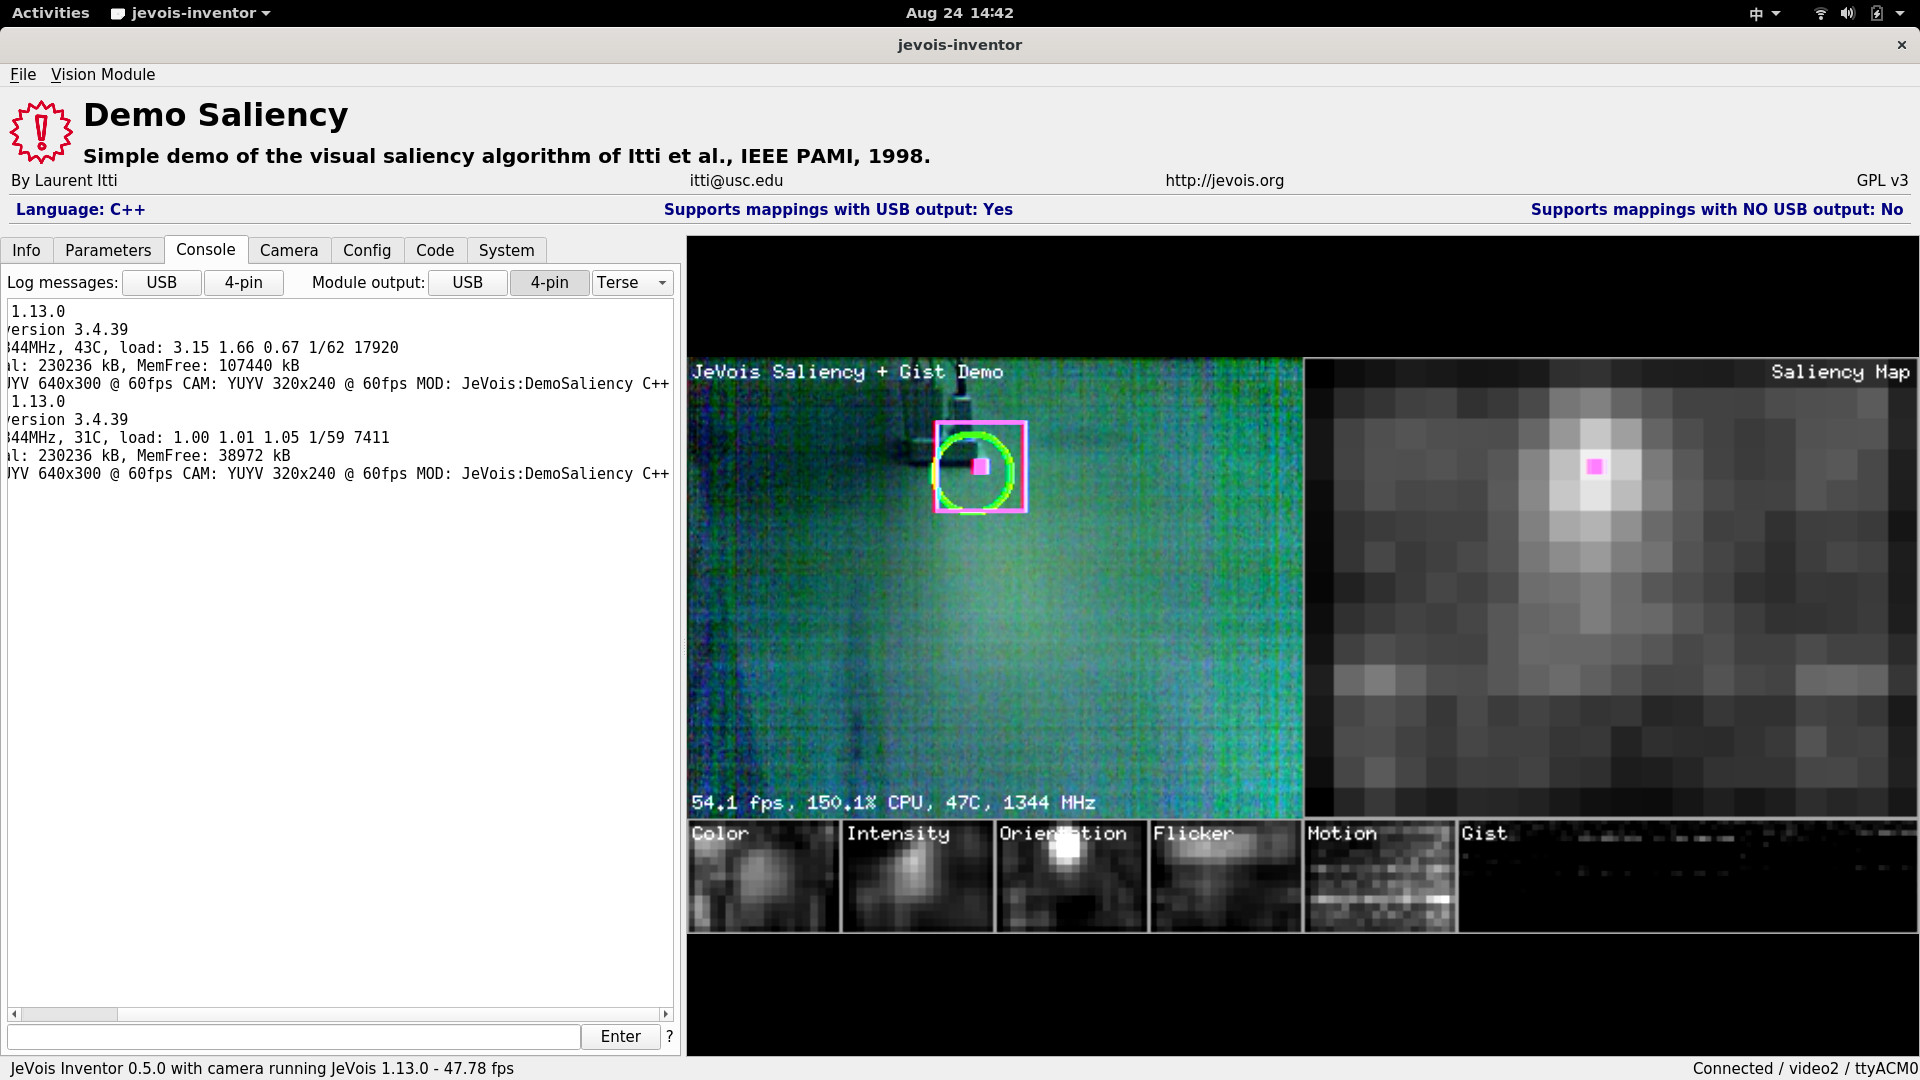 Activities jevois-inventor Aug 24 14:42 中
jevois-inventor ×
File Vision Module
Demo Saliency
Simple demo of the visual saliency algorithm of Itti et al., IEEE PAMI, 1998.
By Laurent Itti itti@usc.edu http://jevois.org GPL v3
Language: C++ Supports mappings with USB output: Yes Supports mappings with NO USB output: No
Info Parameters Console Camera Config Code System
Log messages: USB 4-pin Module output: USB 4-pin Terse
1.13.0
version 3.4.39
344MHz, 43C, load: 3.15 1.66 0.67 1/62 17920
al: 230236 kB, MemFree: 107440 kB
UYV 640x300 @ 60fps CAM: YUYV 320x240 @ 60fps MOD: JeVois:DemoSaliency C++
1.13.0
version 3.4.39
344MHz, 31C, load: 1.00 1.01 1.05 1/59 7411
al: 230236 kB, MemFree: 38972 kB
UYV 640x300 @ 60fps CAM: YUYV 320x240 @ 60fps MOD: JeVois:DemoSaliency C++
Enter ?
JeVois Saliency + Gist Demo
Saliency Map
54.1 fps, 150.1% CPU, 47C, 1344 MHz
Color Intensity Orientation Flicker Motion Gist
JeVois Inventor 0.5.0 with camera running JeVois 1.13.0 - 47.78 fps
Connected / video2 / ttyACM0